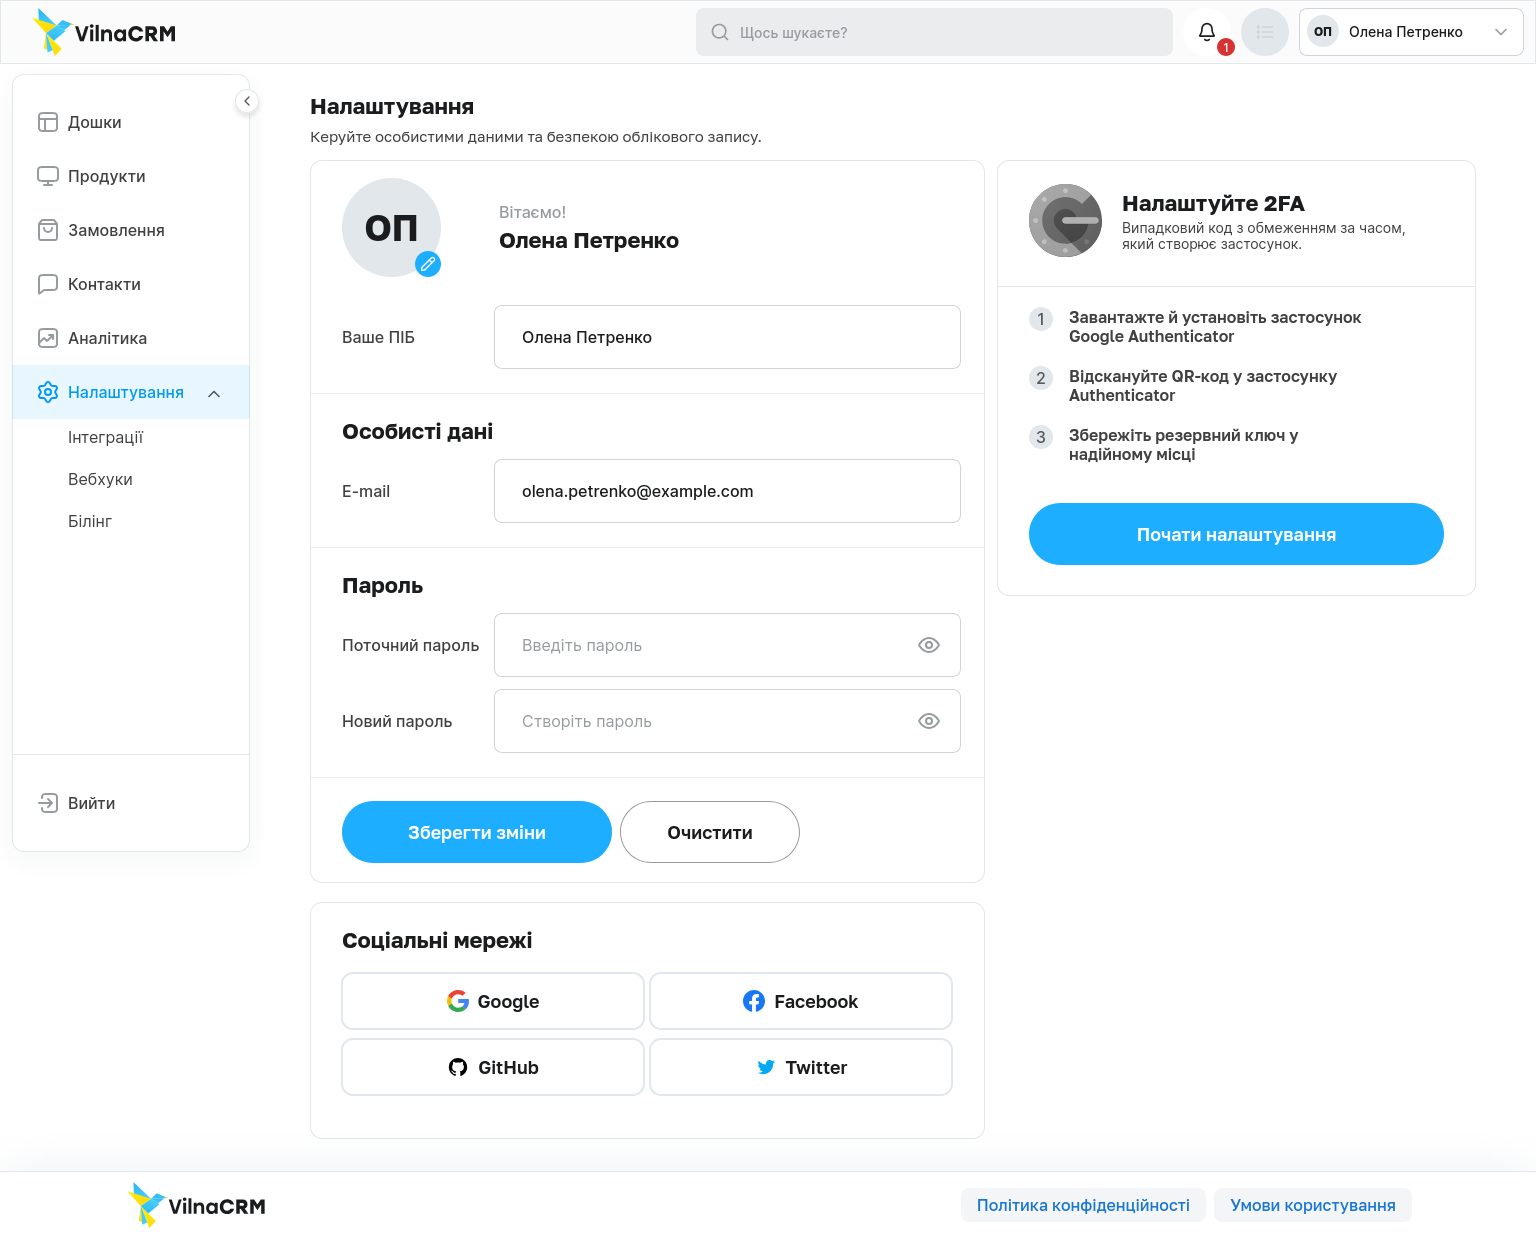 VilnaCRM
Щось шукаєте?
1
ОП
Олена Петренко
Дошки
Продукти
Замовлення
Контакти
Аналітика
Налаштування
Інтеграції
Вебхуки
Білінг
Вийти
Налаштування
Керуйте особистими даними та безпекою облікового запису.
ОП
Вітаємо!
Олена Петренко
Ваше ПІБ
Олена Петренко
Особисті дані
E-mail
olena.petrenko@example.com
Пароль
Поточний пароль
Введіть пароль
Новий пароль
Створіть пароль
Зберегти зміни
Очистити
Соціальні мережі
Google
Facebook
GitHub
Twitter
Налаштуйте 2FA
Випадковий код з обмеженням за часом,
який створює застосунок.
1
Завантажте й установіть застосунок
Google Authenticator
2
Відскануйте QR-код у застосунку
Authenticator
3
Збережіть резервний ключ у
надійному місці
Почати налаштування
VilnaCRM
Політика конфіденційності
Умови користування